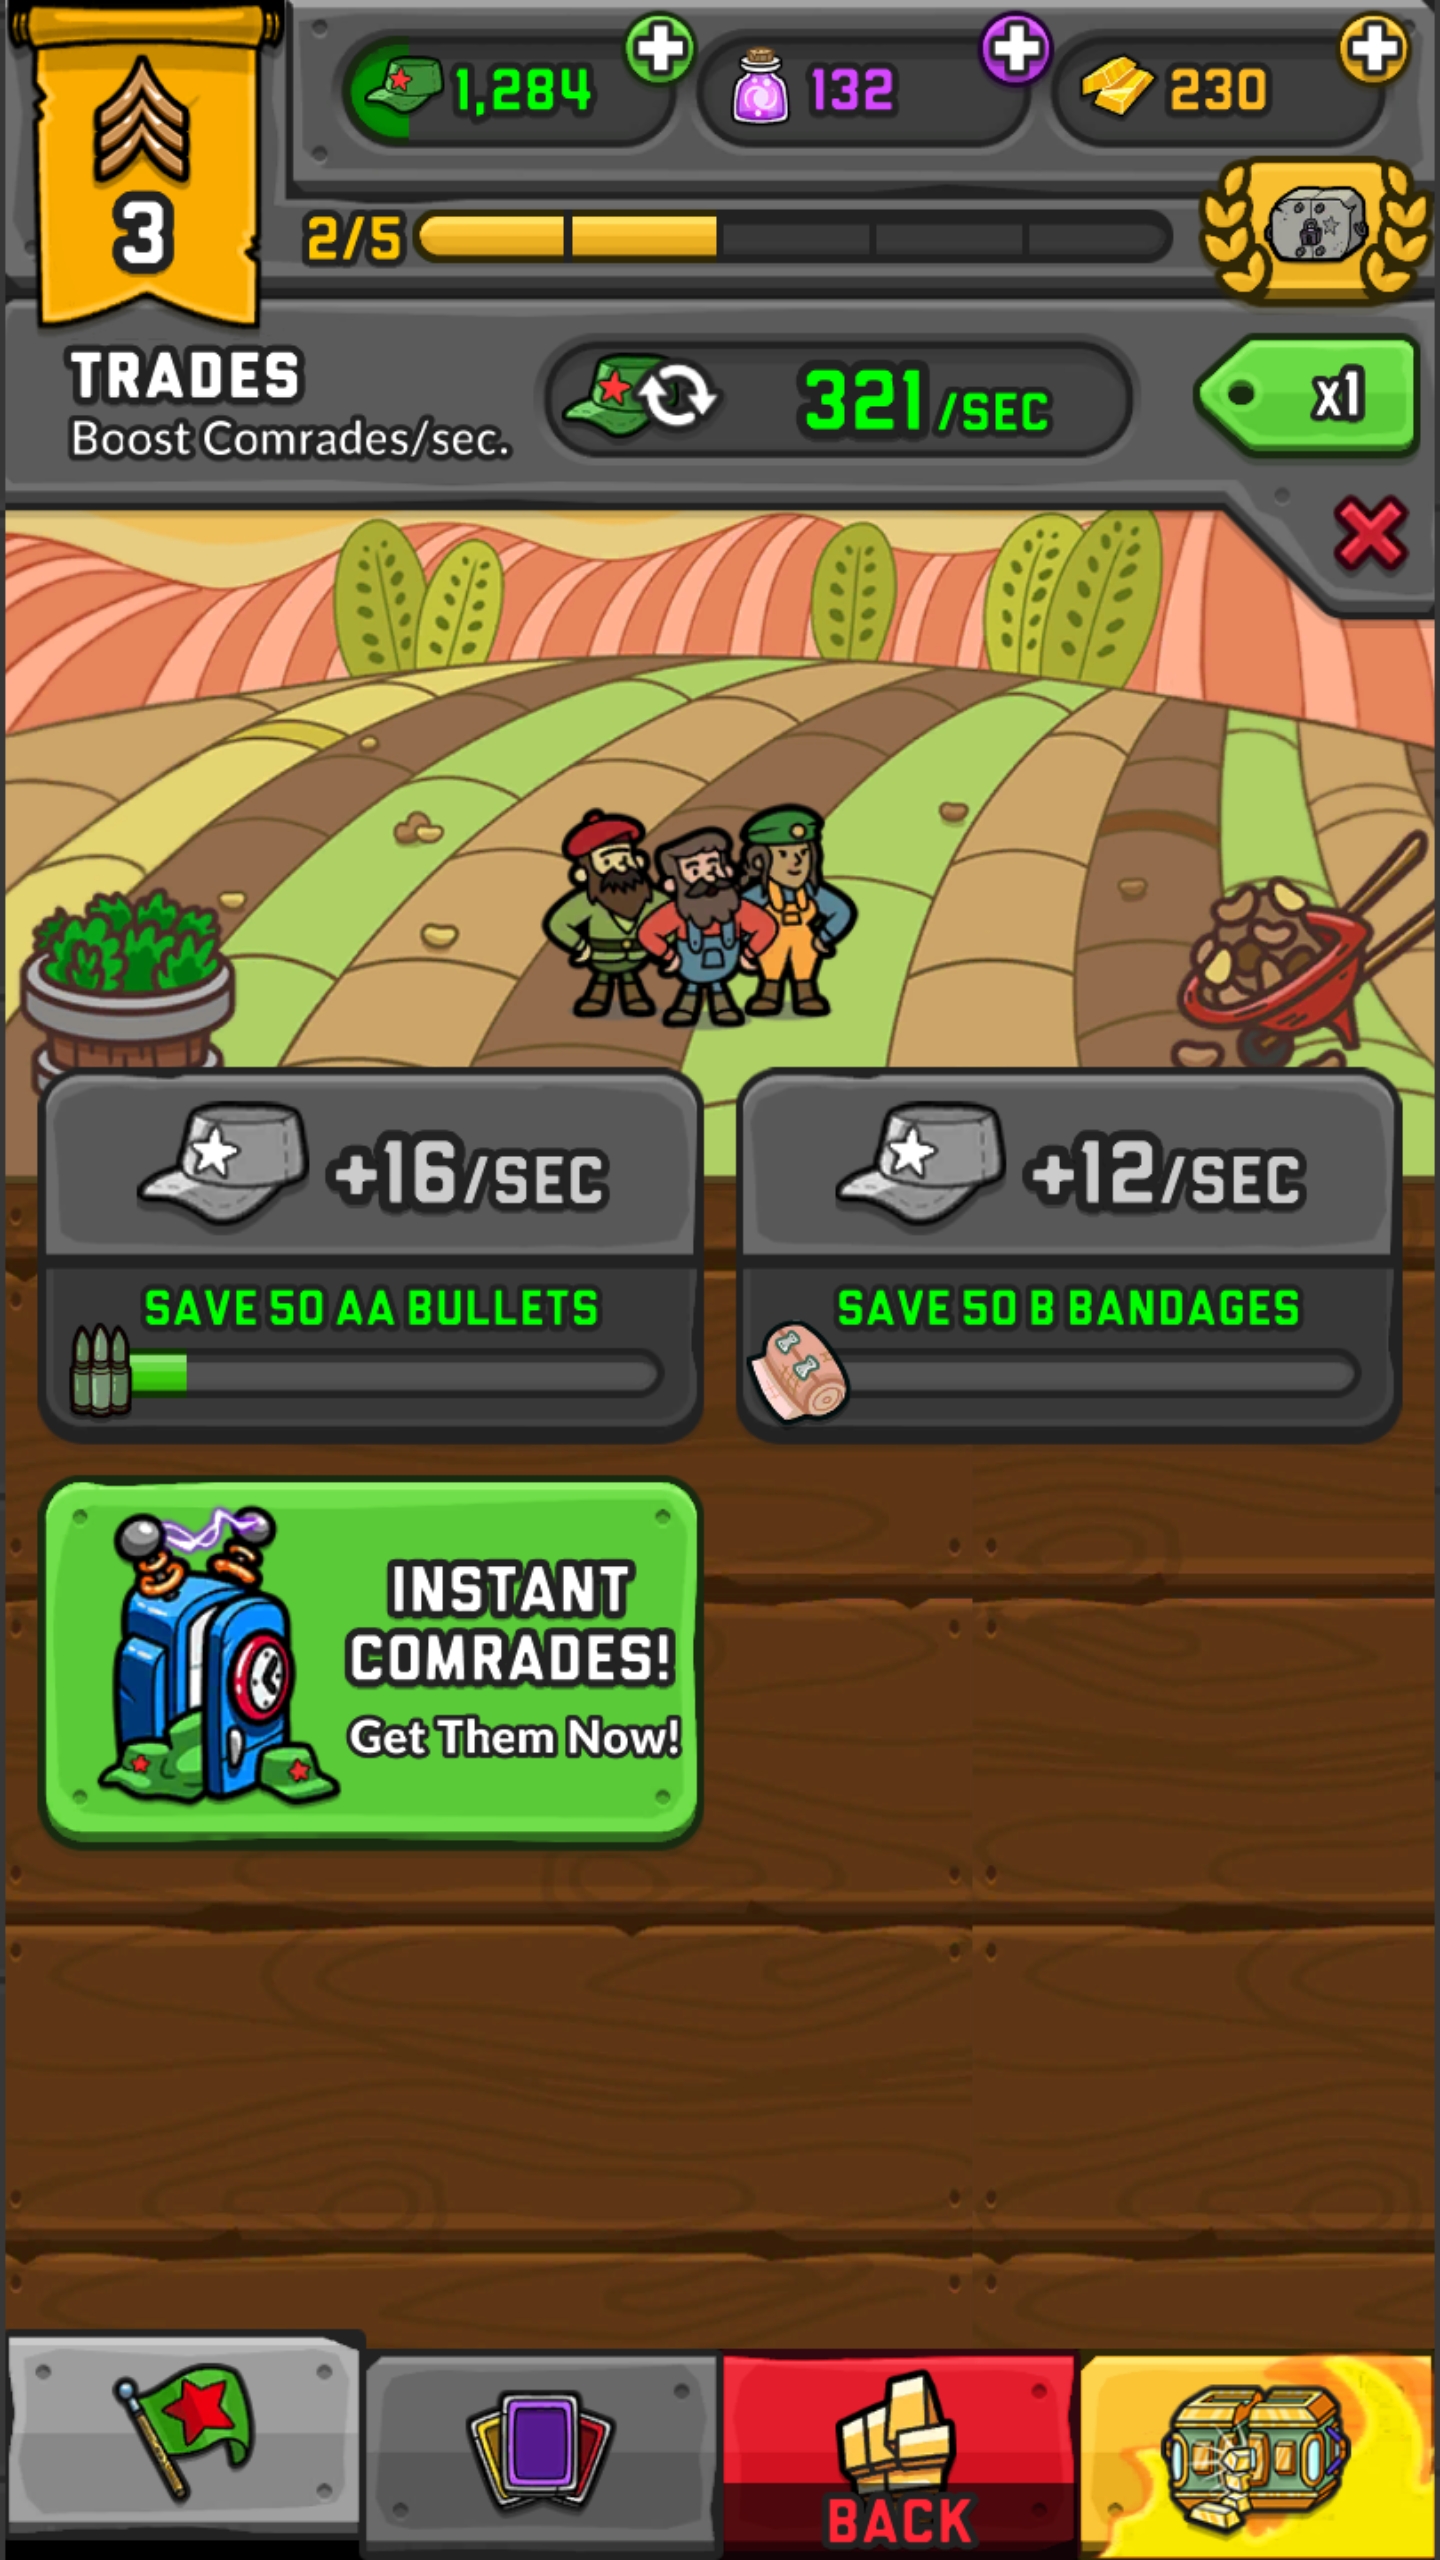 3
1,284
132
230
2/5
TRADES
Boost Comrades/sec.
321/SEC
x1
+16/SEC
SAVE 50 AA BULLETS
+12/SEC
SAVE 50 B BANDAGES
INSTANT
COMRADES!
Get Them Now!
BACK